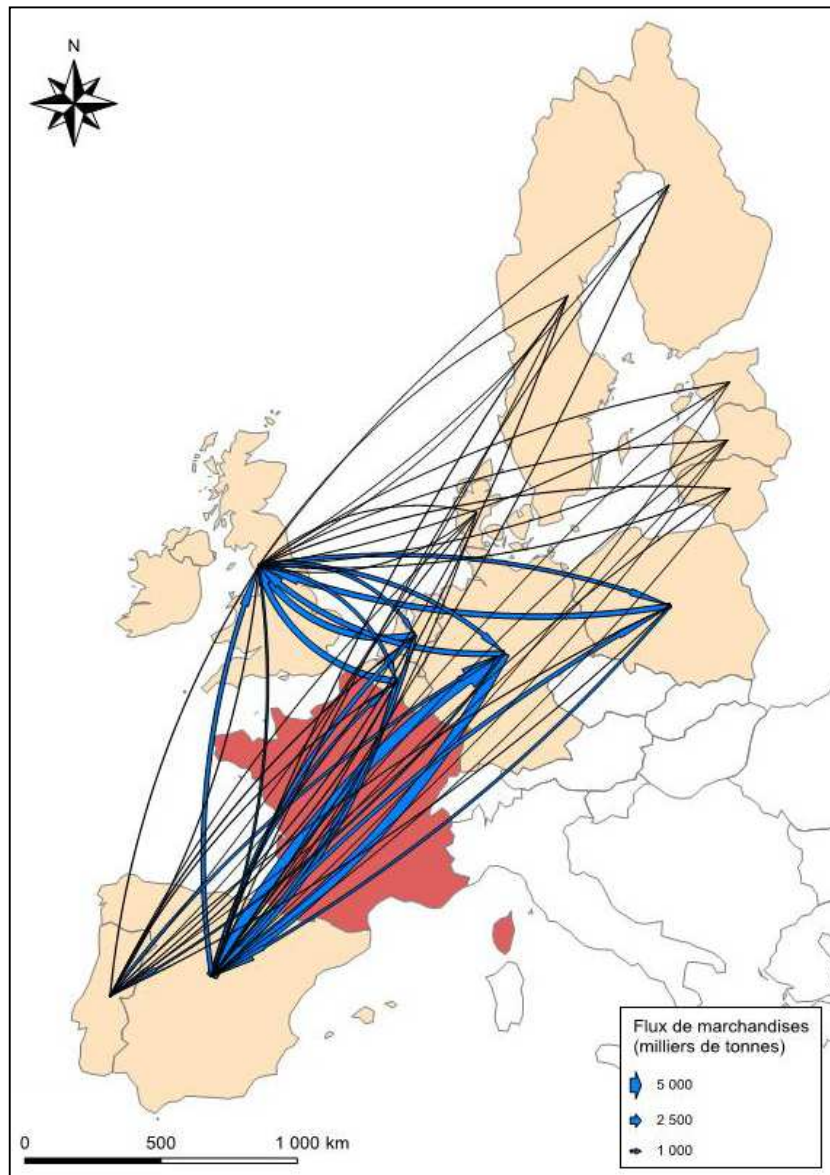 N
Flux de marchandises
(milliers de tonnes)
5 000
2 500
1 000
0 500 1 000 km